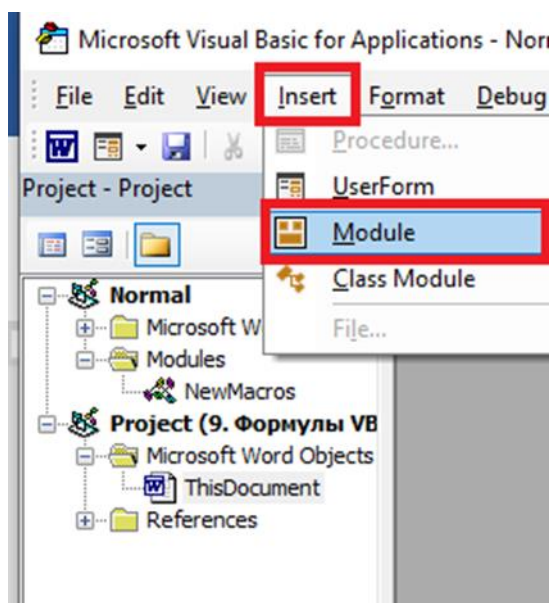 Microsoft Visual Basic for Applications - Nor
File Edit View Insert Format Debug
Procedure...
Project - Project
UserForm
Module
Class Module
File...
Normal
Microsoft W
Modules
NewMacros
Project (9. Формулы VB
Microsoft Word Objects
ThisDocument
References